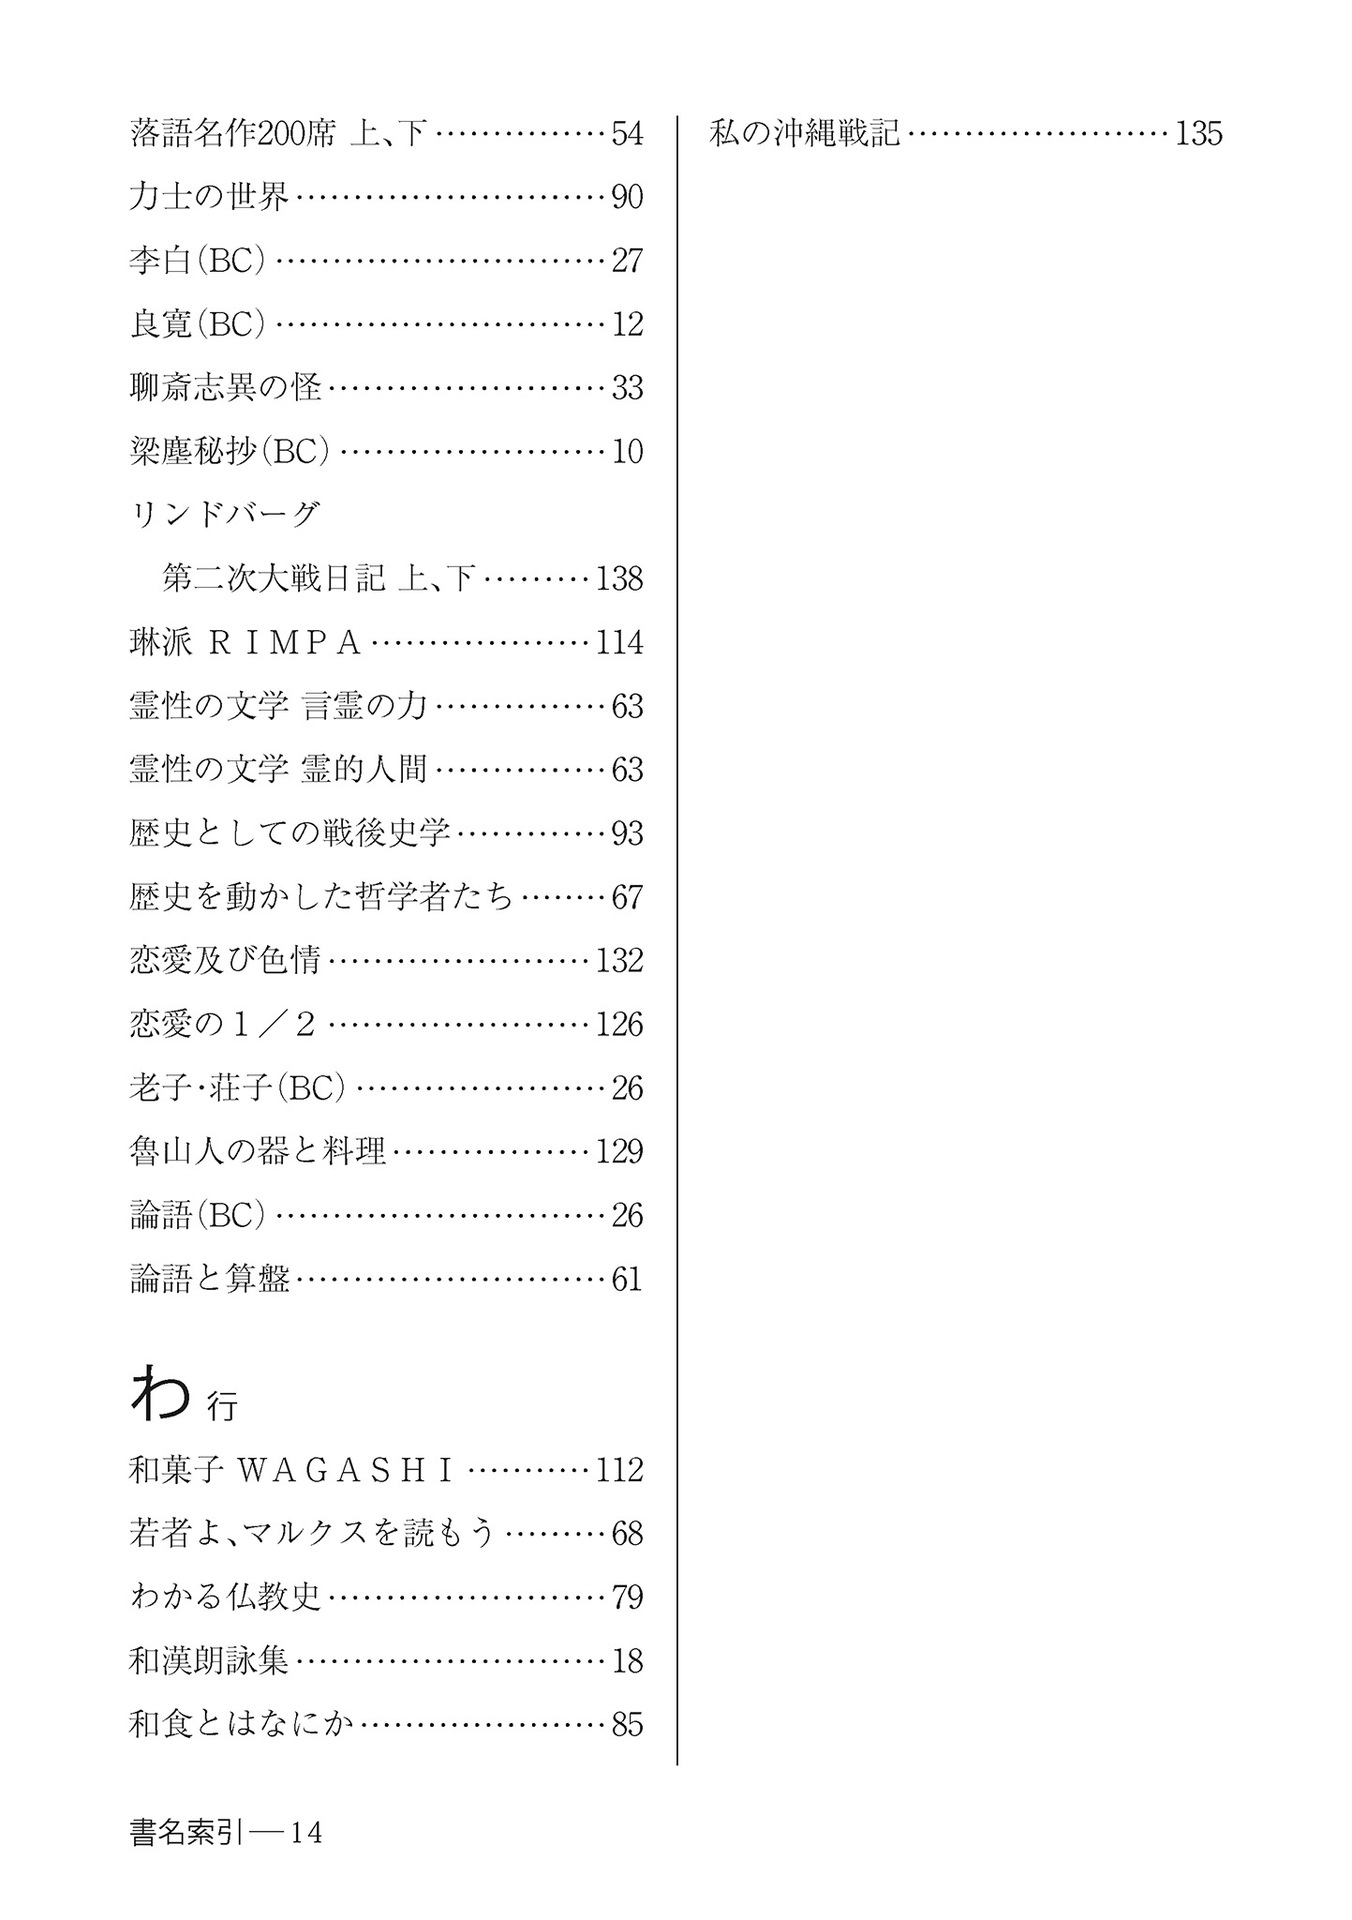 落語名作200席 上、下……………54
力士の世界………………………90
李白（BC）…………………………27
良寛（BC）…………………………12
聊斎志異の怪……………………33
梁塵秘抄（BC）……………………10
リンドバーグ
第二次大戦日記 上、下………138
琳派 ＲＩＭＰＡ…………………114
霊性の文学 言霊の力……………63
霊性の文学 霊的人間……………63
歴史としての戦後史学…………93
歴史を動かした哲学者たち……67
恋愛及び色情……………………132
恋愛の１／２……………………126
老子・荘子（BC）…………………26
魯山人の器と料理………………129
論語（BC）…………………………26
論語と算盤………………………61
わ 行
和菓子 ＷＡＧＡＳＨＩ…………112
若者よ、マルクスを読もう………68
わかる仏教史……………………79
和漢朗詠集………………………18
和食とはなにか…………………85
私の沖縄戦記……………………135
書名索引―14